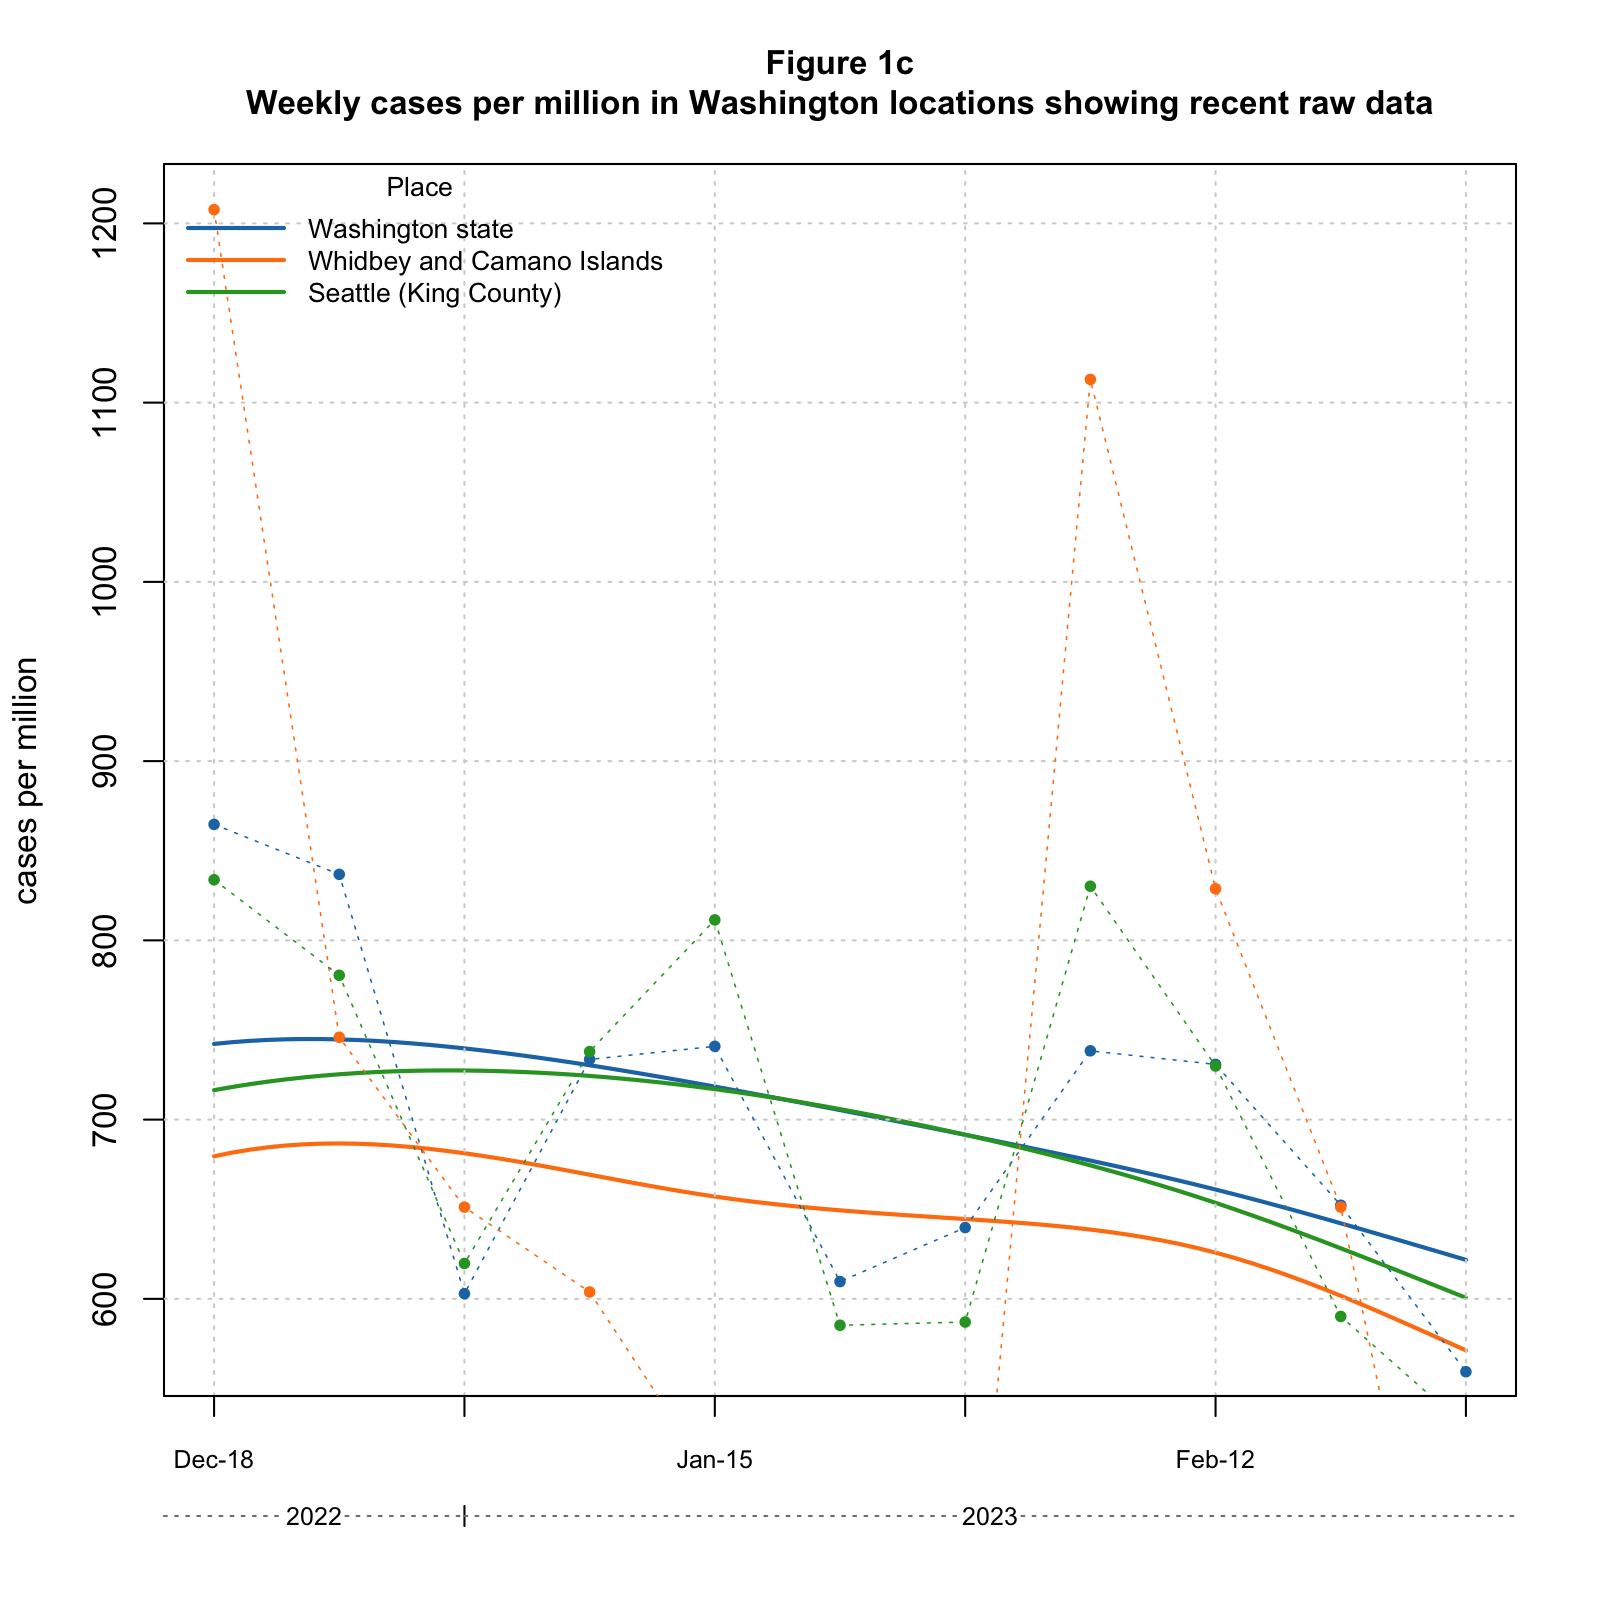 Figure 1c
Weekly cases per million in Washington locations showing recent raw data
Place
Washington state
Whidbey and Camano Islands
Seattle (King County)
cases per million
1200
1100
1000
900
800
700
600
Dec-18
Jan-15
Feb-12
2022
2023